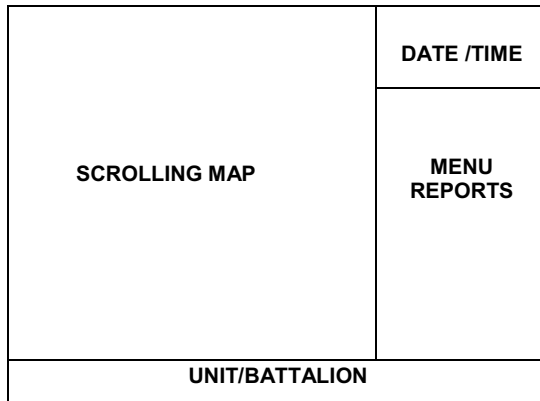 DATE /TIME
SCROLLING MAP
MENU
REPORTS
UNIT/BATTALION